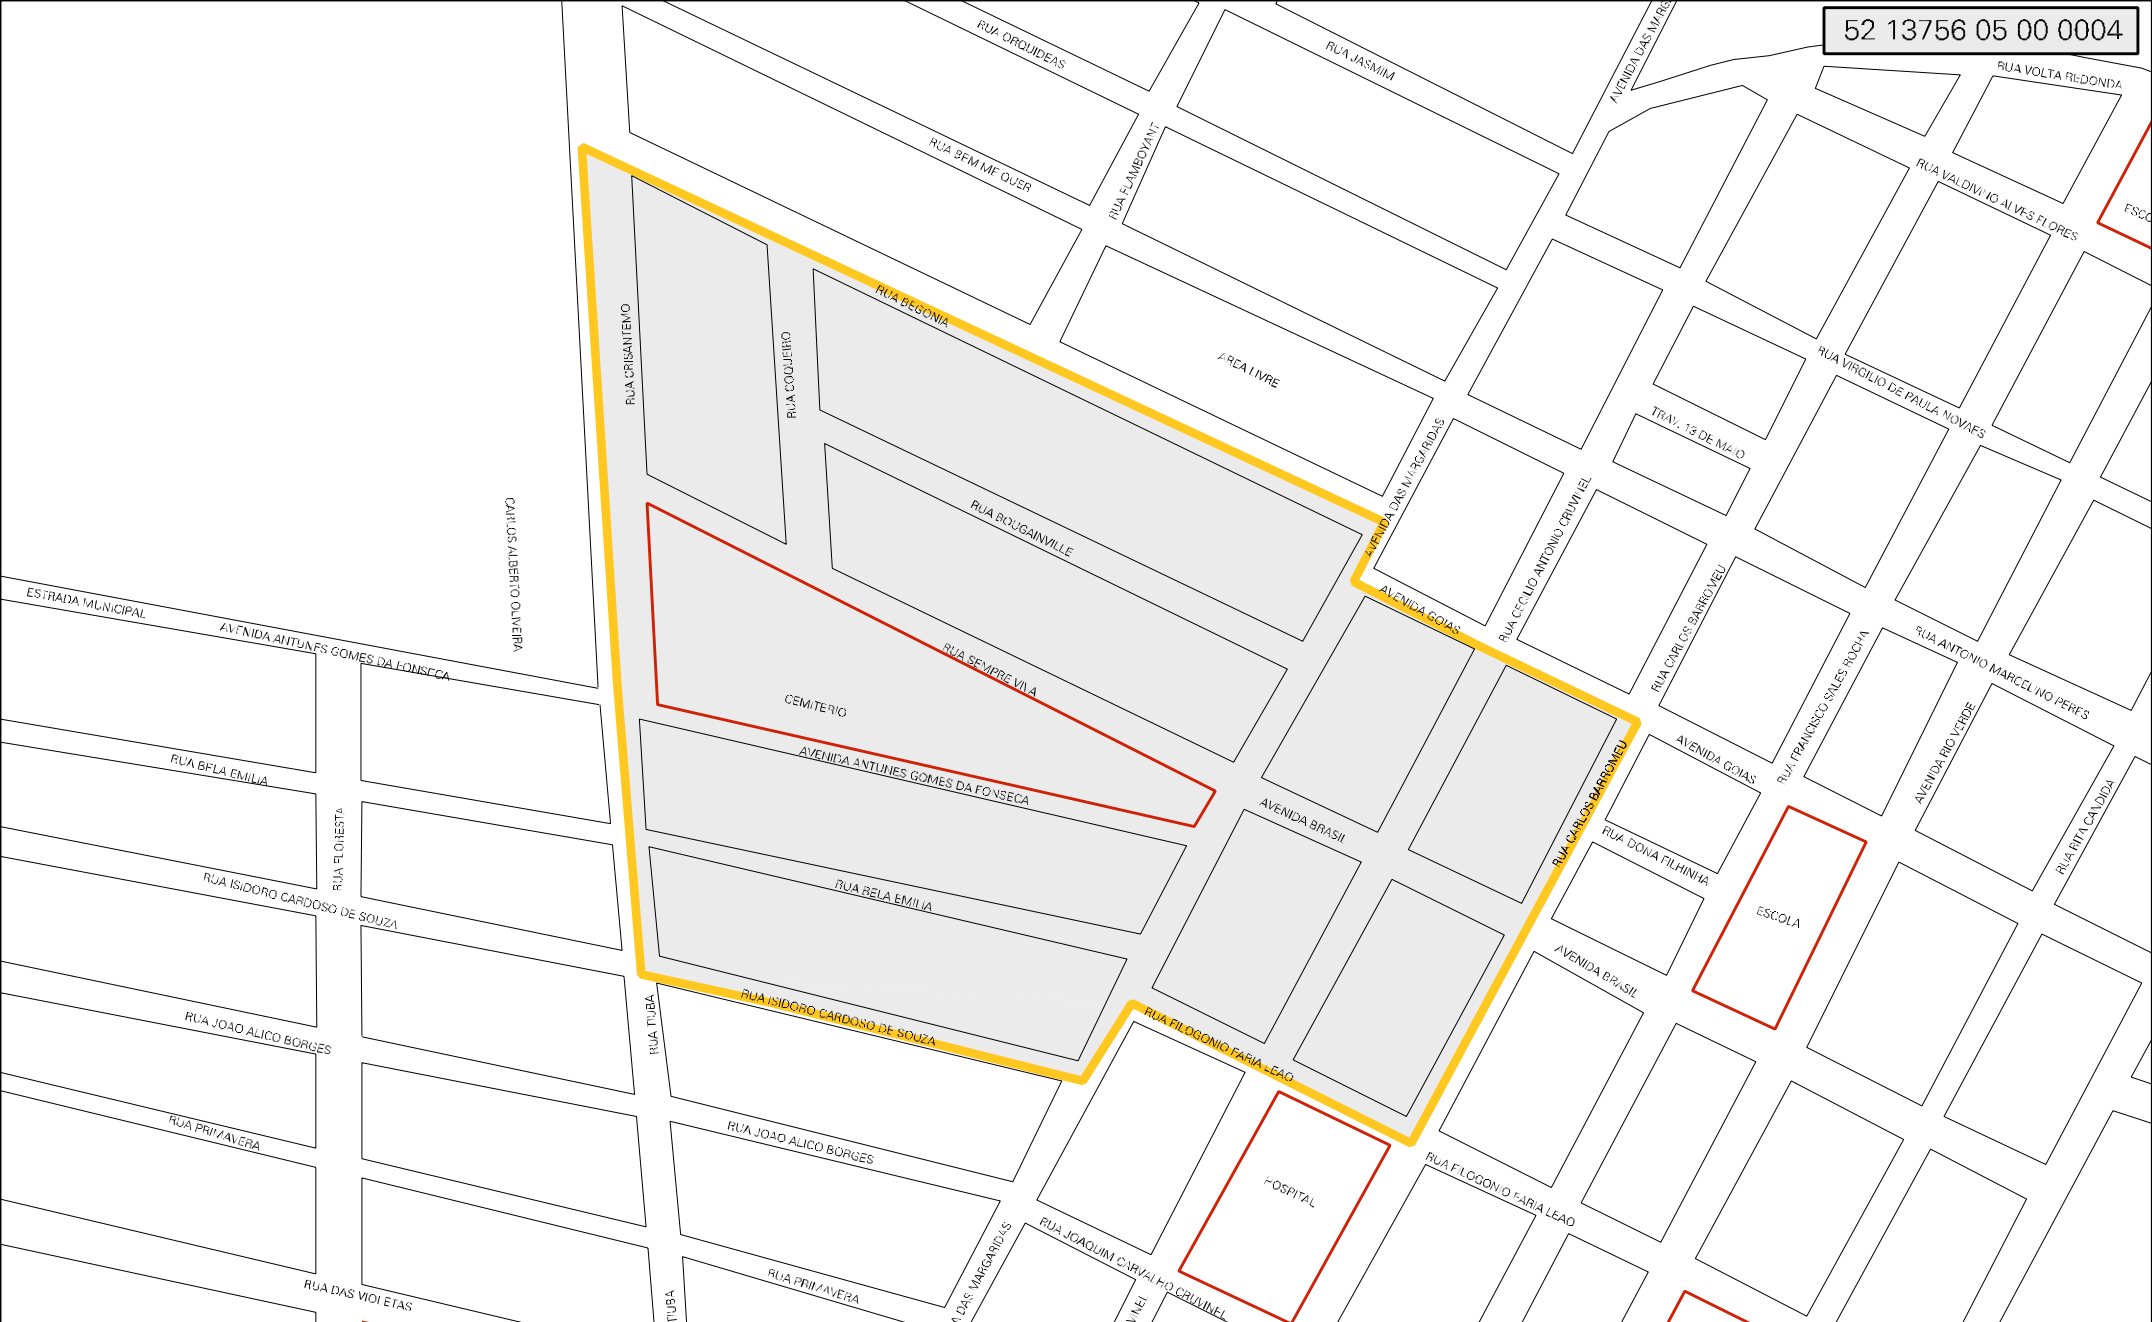 52 13756 05 00 0004
RUA ORQUIDEAS
RUA JASMIM
AVENIDA DAS MARG
RUA VOLTA REDONDA
RUA BEM ME QUER
RUA FLAMBOYANT
RUA VALDIVINO ALVES FLORES
ESCO
RUA BEGONIA
RUA CRISANTEMO
RUA COQUEIRO
AREA LIVRE
RUA VIRGILIO DE PAULA NOVAES
TRAV. 13 DE MAIO
AVENIDA DAS MARGARIDAS
RUA CECILIO ANTONIO CRUVINEL
RUA BOUGAINVILLE
CARLOS ALBERTO OLIVEIRA
AVENIDA GOIAS
RUA CARLOS BARROMEU
ESTRADA MUNICIPAL
AVENIDA ANTUNES GOMES DA FONSECA
RUA SEMPRE VIVA
CEMITERIO
RUA ANTONIO MARCELINO PERES
RUA FRANCISCO SALES ROCHA
AVENIDA RIO VERDE
AVENIDA GOIAS
RUA BELA EMILIA
AVENIDA ANTUNES GOMES DA FONSECA
RUA CARLOS BARROMEU
AVENIDA BRASIL
RUA RITA CANDIDA
RUA FLORESTA
RUA DONA FILHINHA
RUA ISIDORO CARDOSO DE SOUZA
RUA BELA EMILIA
ESCOLA
AVENIDA BRASIL
RUA TIUBA
RUA ISIDORO CARDOSO DE SOUZA
RUA FILOGONIO FARIA LEAO
RUA JOAO ALICO BORGES
RUA PRIMAVERA
RUA JOAO ALICO BORGES
HOSPITAL
RUA FILOGONIO FARIA LEAO
RUA JOAQUIM CARVALHO CRUVINEL
RUA DAS VIOLETAS
RUA PRIMAVERA
A DAS MARGARIDAS
TIUBA
VINEL